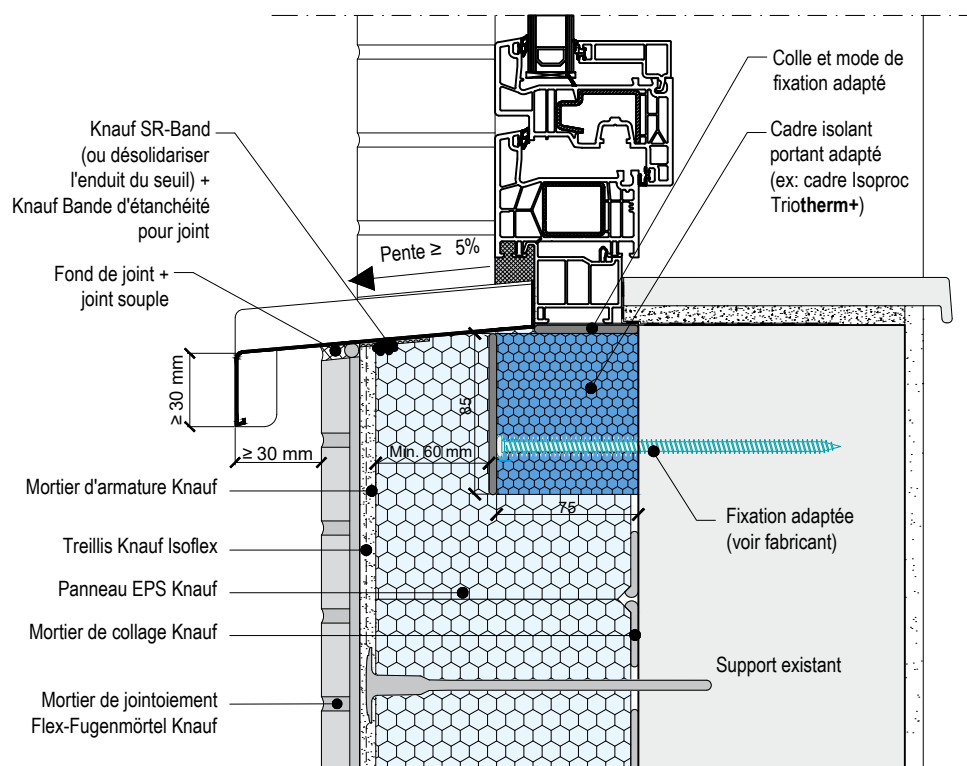 Colle et mode de
fixation adapté
Knauf SR-Band
(ou désolidariser
l'enduit du seuil) +
Knauf Bande d'étanchéité
pour joint
Cadre isolant
portant adapté
(ex: cadre Isoproc
Triotherm+)
Pente ≥ 5%
Fond de joint +
joint souple
≥ 30 mm
85
≥ 30 mm
Min. 60 mm
Mortier d'armature Knauf
75
Fixation adaptée
(voir fabricant)
Treillis Knauf Isoflex
Panneau EPS Knauf
Mortier de collage Knauf
Support existant
Mortier de jointoiement
Flex-Fugenmörtel Knauf